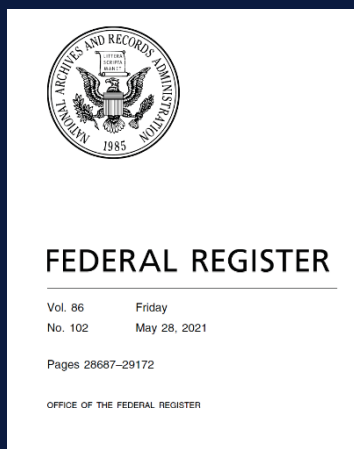 NATIONAL ARCHIVES AND RECORDS ADMINISTRATION
LITTERA
SCRIPTA
MANET
1985
FEDERAL REGISTER
Vol. 86 Friday
No. 102 May 28, 2021
Pages 28687–29172
OFFICE OF THE FEDERAL REGISTER